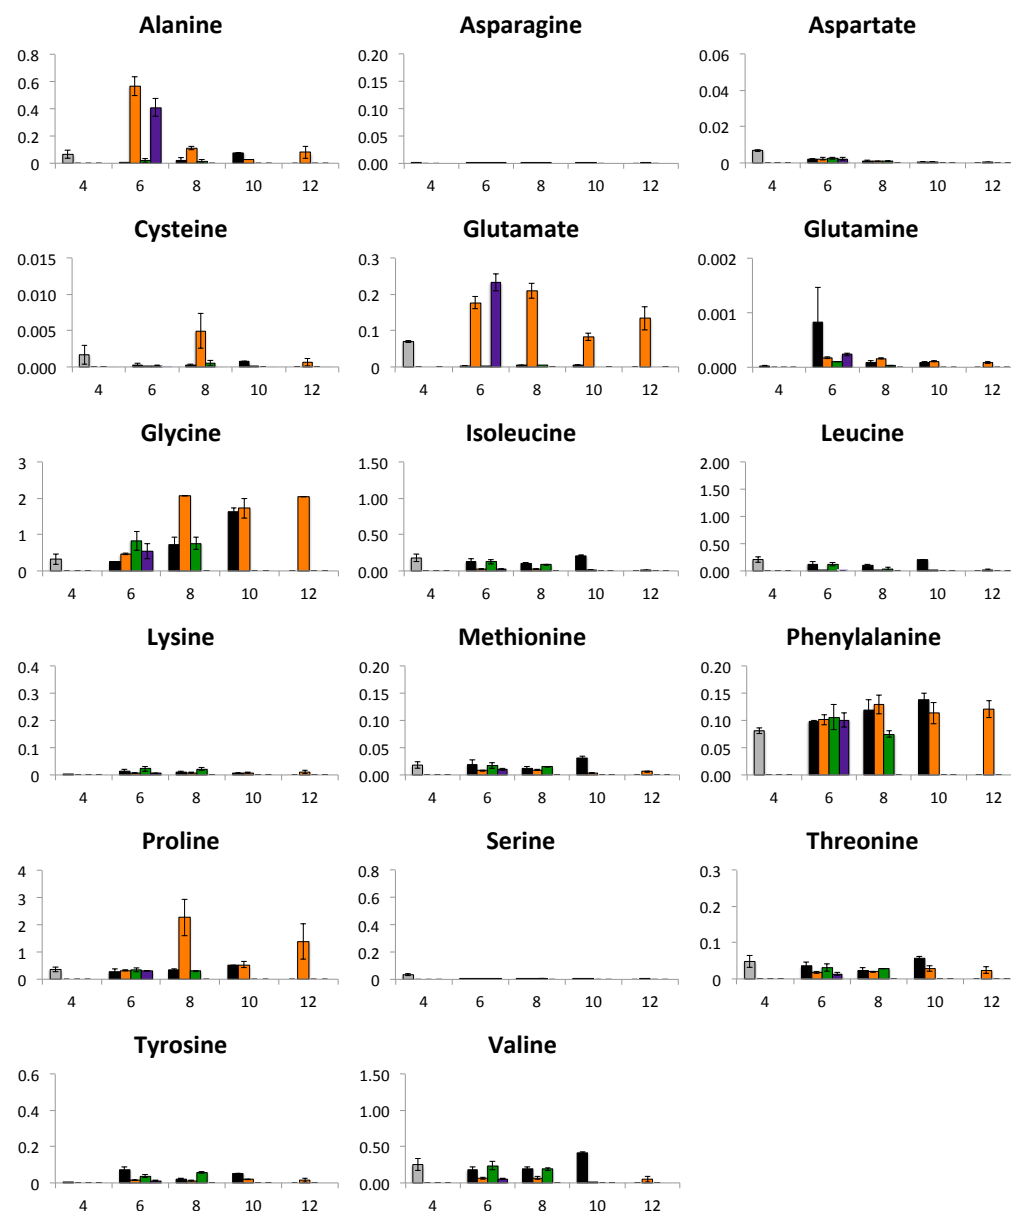 Alanine Asparagine Aspartate
0.8 0.20 0.06
0.6 0.15 0.04
0.4 0.10
0.2 0.05 0.02
0 0.00 0
4 6 8 10 12 4 6 8 10 12 4 6 8 10 12
Cysteine Glutamate Glutamine
0.015 0.3 0.002
0.010 0.2 0.001
0.005 0.1
0.000 0 0.000
4 6 8 10 12 4 6 8 10 12 4 6 8 10 12
Glycine Isoleucine Leucine
3 1.50 2.00
2 1.00 1.50
1 0.50 1.00
0 0.00 0.50
0.00
4 6 8 10 12 4 6 8 10 12 4 6 8 10 12
Lysine Methionine Phenylalanine
0.4 0.20 0.20
0.3 0.15 0.15
0.2 0.10 0.10
0.1 0.05 0.05
0 0.00 0.00
4 6 8 10 12 4 6 8 10 12 4 6 8 10 12
Proline Serine Threonine
4 0.8 0.3
3 0.6 0.2
2 0.4
1 0.2 0.1
0 0 0
4 6 8 10 12 4 6 8 10 12 4 6 8 10 12
Tyrosine Valine
0.6 1.50
0.4 1.00
0.2 0.50
0 0.00
4 6 8 10 12 4 6 8 10 12